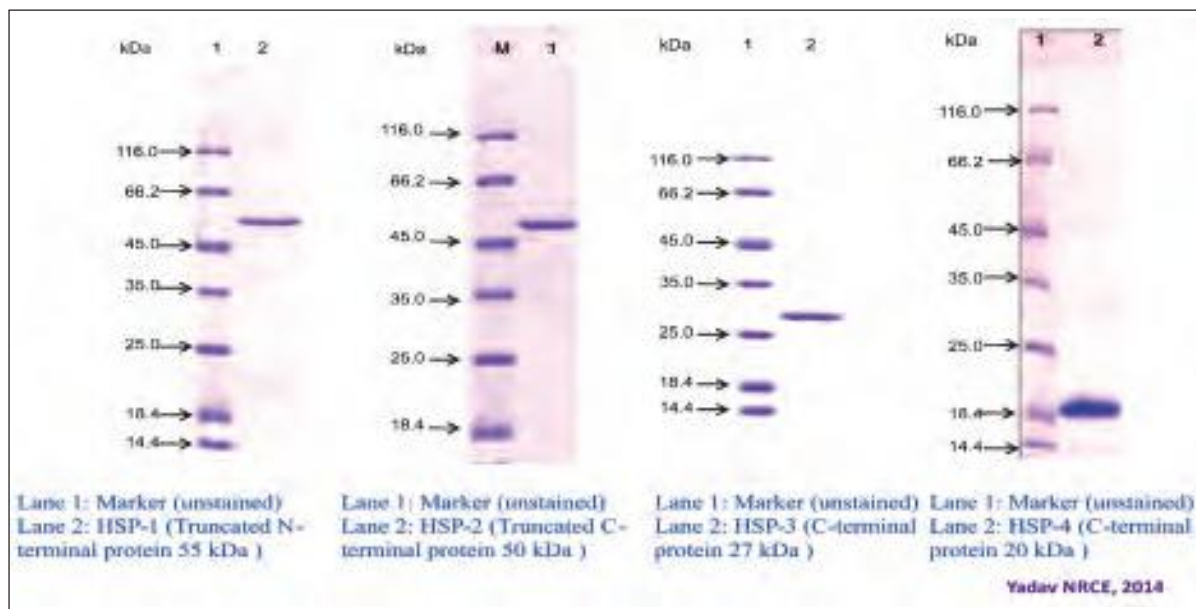 kDa 1 2
116.0
66.2
45.0
35.0
25.0
18.4
14.4
Lane 1: Marker (unstained)
Lane 2: HSP-1 (Truncated N-
terminal protein 55 kDa )
kDa M 1
116.0
66.2
45.0
35.0
25.0
18.4
Lane 1: Marker (unstained)
Lane 2: HSP-2 (Truncated C-
terminal protein 50 kDa )
kDa 1 2
116.0
66.2
45.0
35.0
25.0
18.4
14.4
Lane 1: Marker (unstained)
Lane 2: HSP-3 (C-terminal
protein 27 kDa )
kDa 1 2
116.0
66.2
45.0
35.0
25.0
18.4
14.4
Lane 1: Marker (unstained)
Lane 2: HSP-4 (C-terminal
protein 20 kDa )
Yadav NRCE, 2014